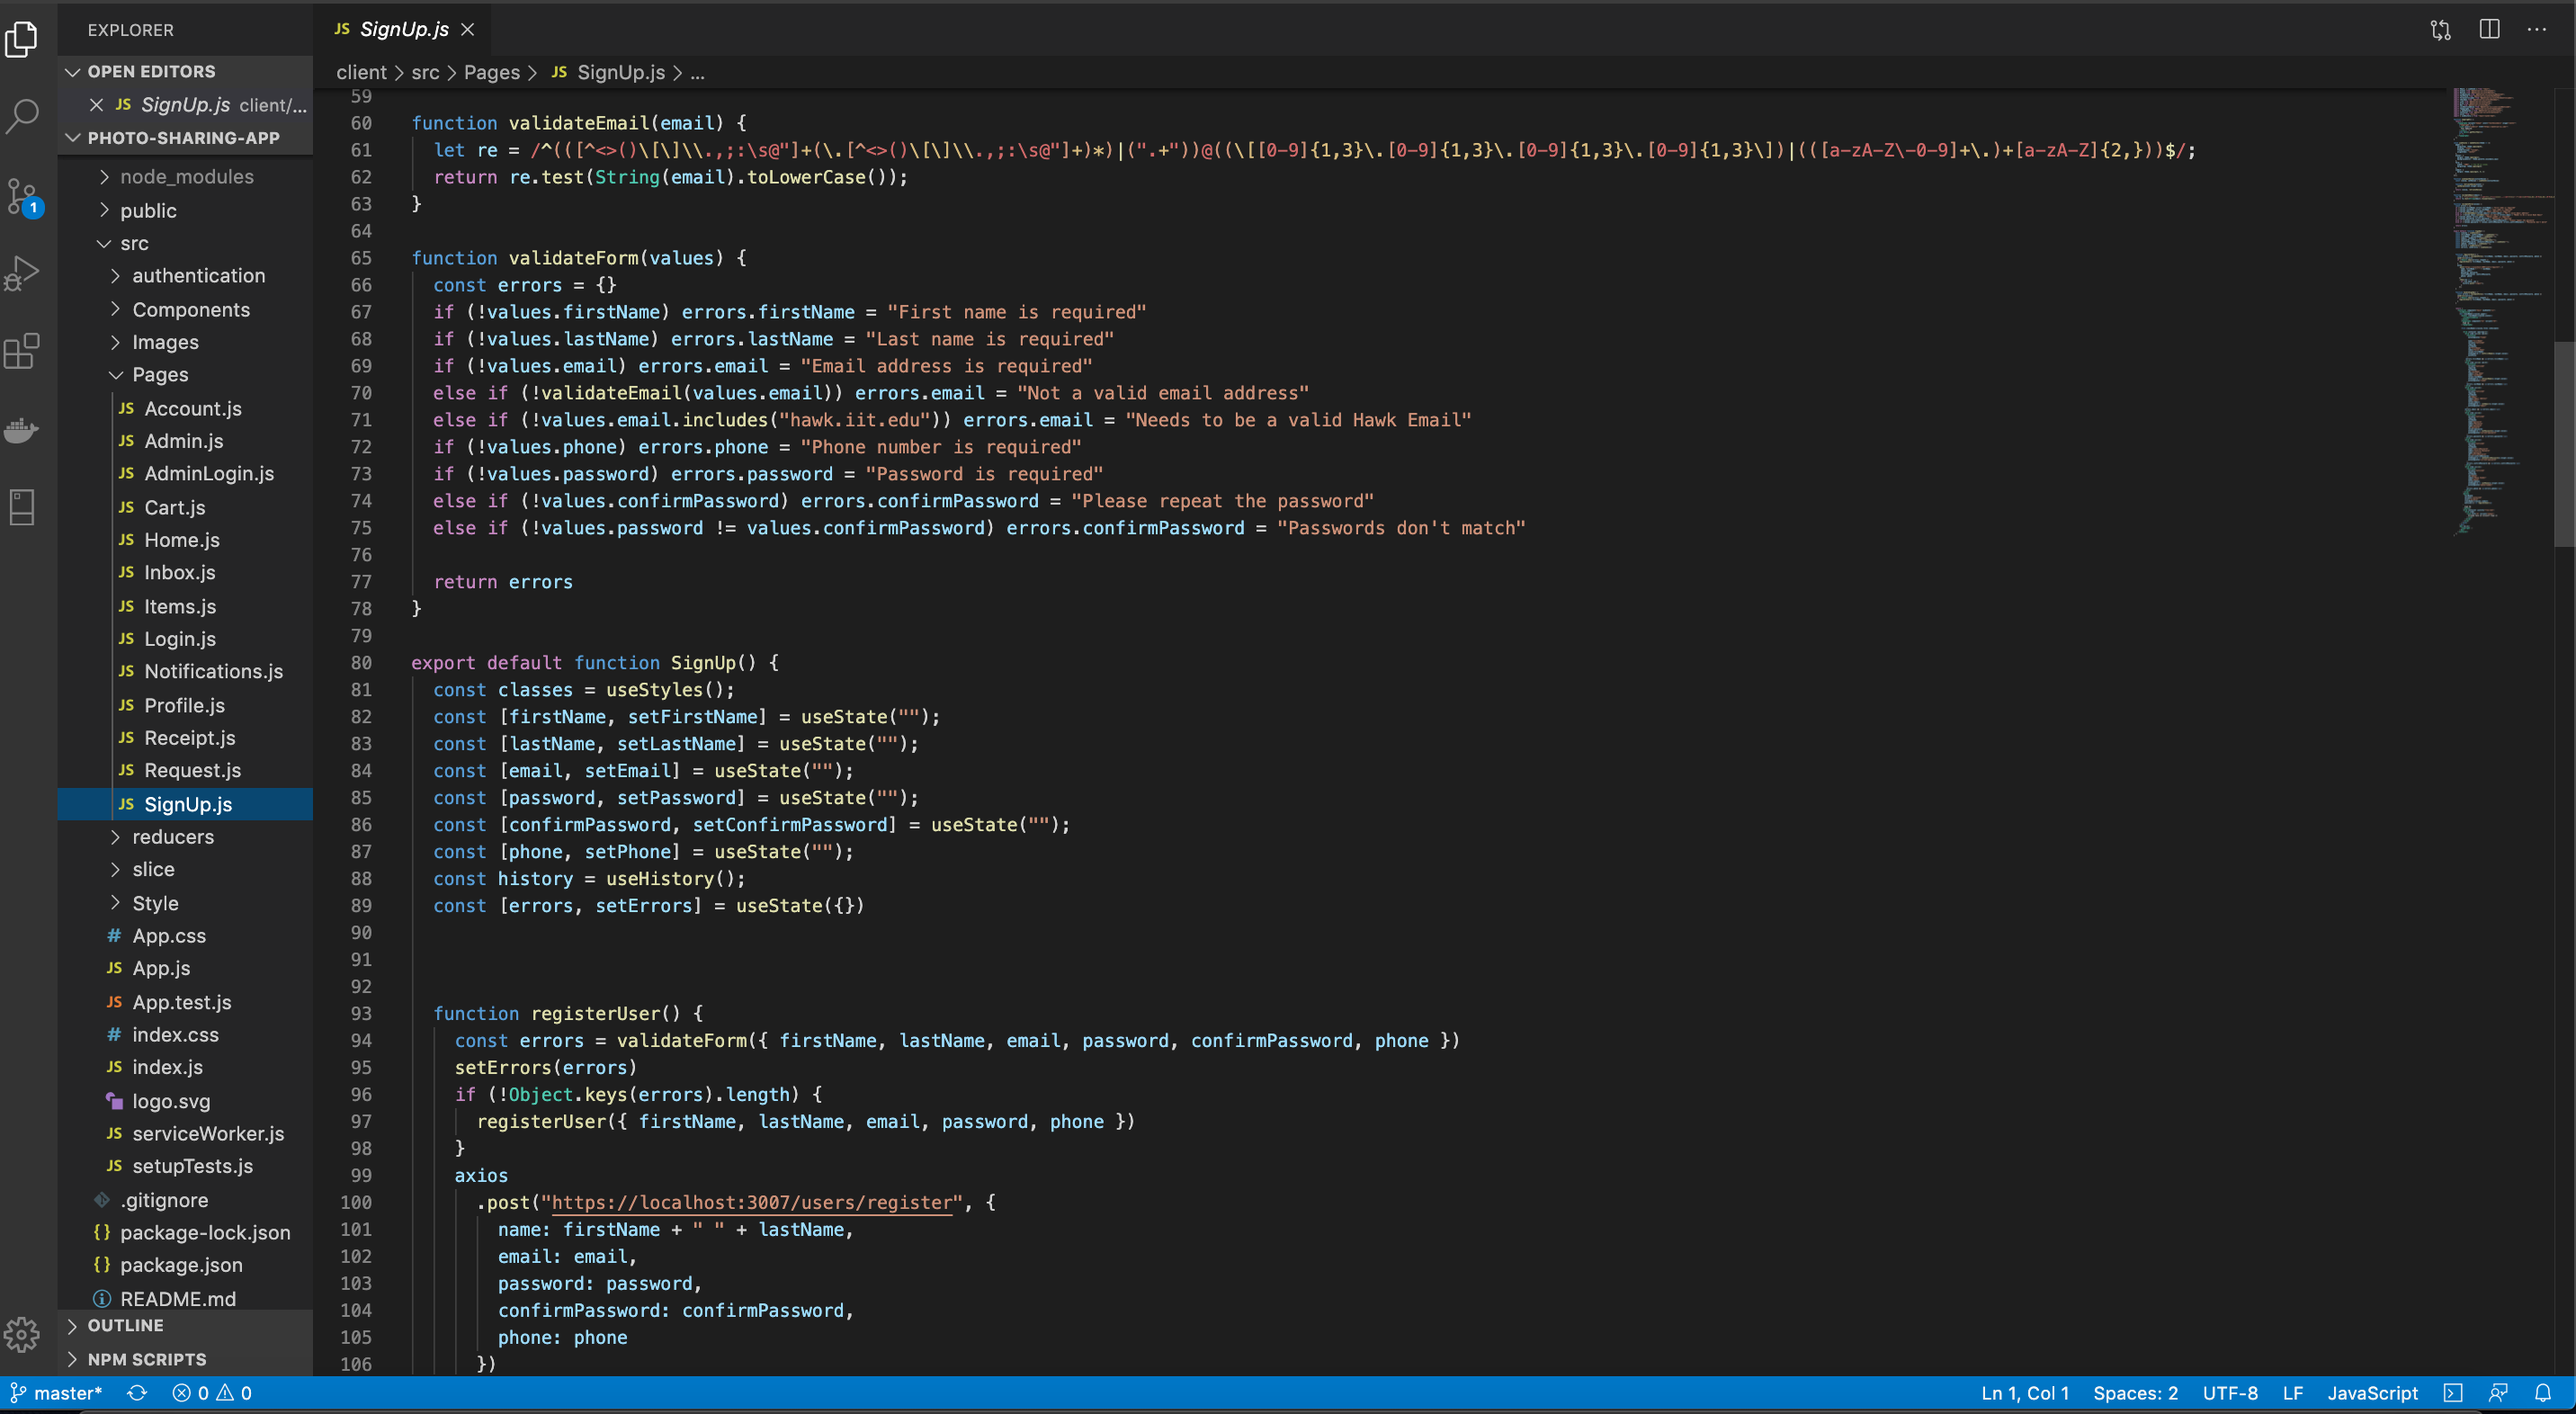 EXPLORER
OPEN EDITORS
JS SignUp.js client/...
PHOTO-SHARING-APP
node_modules
public
src
authentication
Components
Images
Pages
JS Account.js
JS Admin.js
JS AdminLogin.js
JS Cart.js
JS Home.js
JS Inbox.js
JS Items.js
JS Login.js
JS Notifications.js
JS Profile.js
JS Receipt.js
JS Request.js
JS SignUp.js
reducers
slice
Style
# App.css
JS App.js
JS App.test.js
# index.css
JS index.js
logo.svg
JS serviceWorker.js
JS setupTests.js
.gitignore
{} package-lock.json
{} package.json
README.md
OUTLINE
NPM SCRIPTS
1
JS SignUp.js
client > src > Pages > JS SignUp.js > ...
59
60 function validateEmail(email) {
61 let re = /^(([^<>()\[\]\\.,;:\s@"]+(\.[^<>()\[\]\\.,;:\s@"]+)*)|(".+"))@((\[[0-9]{1,3}\.[0-9]{1,3}\.[0-9]{1,3}\.[0-9]{1,3}\])|(([a-zA-Z\-0-9]+\.)+[a-zA-Z]{2,}))$/;
62 return re.test(String(email).toLowerCase());
63 }
64
65 function validateForm(values) {
66 const errors = {}
67 if (!values.firstName) errors.firstName = "First name is required"
68 if (!values.lastName) errors.lastName = "Last name is required"
69 if (!values.email) errors.email = "Email address is required"
70 else if (!validateEmail(values.email)) errors.email = "Not a valid email address"
71 else if (!values.email.includes("hawk.iit.edu")) errors.email = "Needs to be a valid Hawk Email"
72 if (!values.phone) errors.phone = "Phone number is required"
73 if (!values.password) errors.password = "Password is required"
74 else if (!values.confirmPassword) errors.confirmPassword = "Please repeat the password"
75 else if (!values.password != values.confirmPassword) errors.confirmPassword = "Passwords don't match"
76
77 return errors
78 }
79
80 export default function SignUp() {
81 const classes = useStyles();
82 const [firstName, setFirstName] = useState("");
83 const [lastName, setLastName] = useState("");
84 const [email, setEmail] = useState("");
85 const [password, setPassword] = useState("");
86 const [confirmPassword, setConfirmPassword] = useState("");
87 const [phone, setPhone] = useState("");
88 const history = useHistory();
89 const [errors, setErrors] = useState({})
90
91
92
93 function registerUser() {
94 const errors = validateForm({ firstName, lastName, email, password, confirmPassword, phone })
95 setErrors(errors)
96 if (!Object.keys(errors).length) {
97 registerUser({ firstName, lastName, email, password, phone })
98 }
99 axios
100 .post("https://localhost:3007/users/register", {
101 name: firstName + " " + lastName,
102 email: email,
103 password: password,
104 confirmPassword: confirmPassword,
105 phone: phone
106 })
master* 0 0 Ln 1, Col 1 Spaces: 2 UTF-8 LF JavaScript